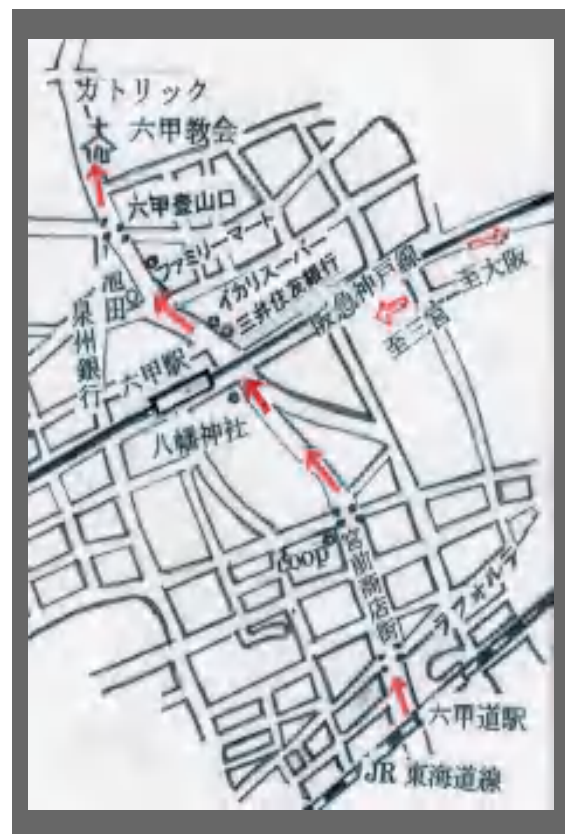 カトリック
六甲教会
六甲登山口
ファミリーマート
イカリスーパー
三井住友銀行
阪急神戸線
至大阪
至三宮
池田
泉州銀行
六甲駅
八幡神社
coop
宮前商店街
フォルラ
六甲道駅
JR 東海道線